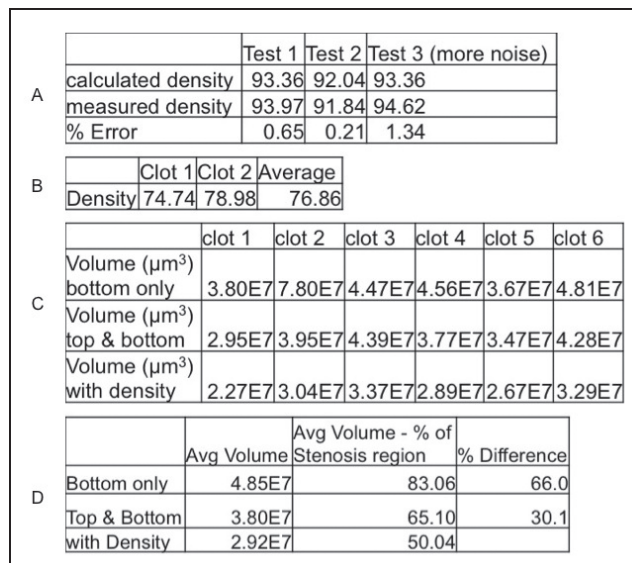 A
Test 1 Test 2 Test 3 (more noise)
calculated density 93.36 92.04 93.36
measured density 93.97 91.84 94.62
% Error 0.65 0.21 1.34
B
Clot 1 Clot 2 Average
Density 74.74 78.98 76.86
C
clot 1 clot 2 clot 3 clot 4 clot 5 clot 6
Volume (µm³)
bottom only 3.80E7 7.80E7 4.47E7 4.56E7 3.67E7 4.81E7
Volume (µm³)
top & bottom 2.95E7 3.95E7 4.39E7 3.77E7 3.47E7 4.28E7
Volume (µm³)
with density 2.27E7 3.04E7 3.37E7 2.89E7 2.67E7 3.29E7
D
Avg Volume - % of
Avg Volume Stenosis region % Difference
Bottom only 4.85E7 83.06 66.0
Top & Bottom 3.80E7 65.10 30.1
with Density 2.92E7 50.04